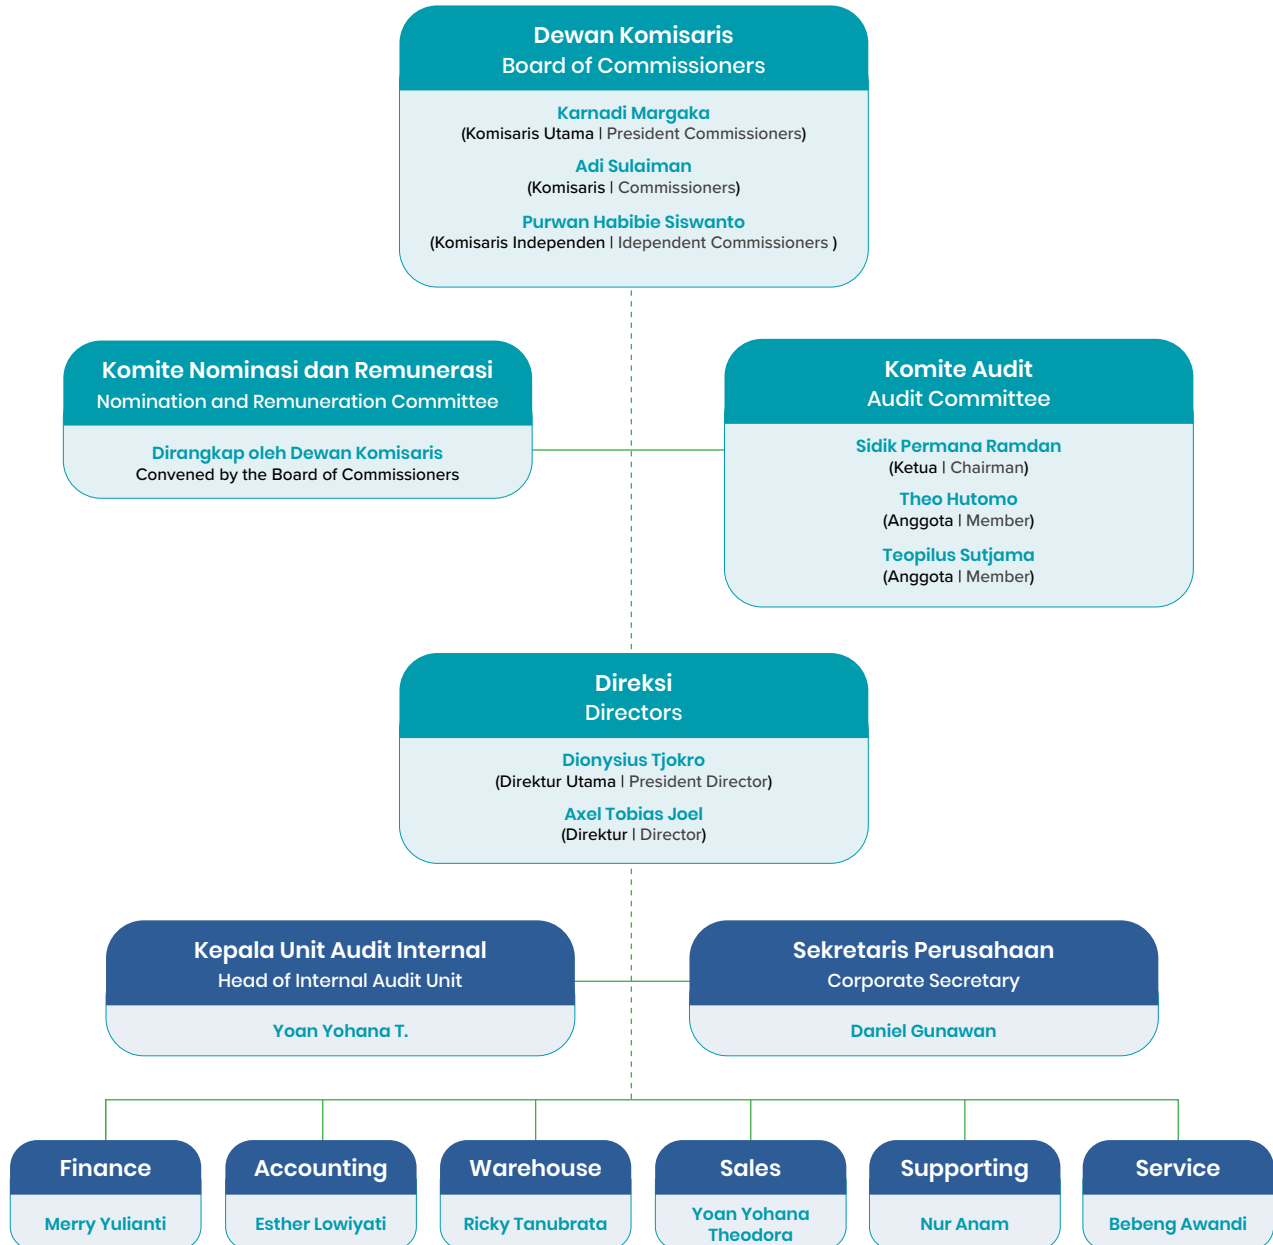 Dewan Komisaris
Board of Commissioners
Karnadi Margaka
(Komisaris Utama | President Commissioners)
Adi Sulaiman
(Komisaris | Commissioners)
Purwan Habibie Siswanto
(Komisaris Independen | Idependent Commissioners )
Komite Nominasi dan Remunerasi
Nomination and Remuneration Committee
Dirangkap oleh Dewan Komisaris
Convened by the Board of Commissioners
Komite Audit
Audit Committee
Sidik Permana Ramdan
(Ketua | Chairman)
Theo Hutomo
(Anggota | Member)
Teopilus Sutjama
(Anggota | Member)
Direksi
Directors
Dionysius Tjokro
(Direktur Utama | President Director)
Axel Tobias Joel
(Direktur | Director)
Kepala Unit Audit Internal
Head of Internal Audit Unit
Yoan Yohana T.
Sekretaris Perusahaan
Corporate Secretary
Daniel Gunawan
Finance
Merry Yulianti
Accounting
Esther Lowiyati
Warehouse
Ricky Tanubrata
Sales
Yoan Yohana
Theodora
Supporting
Nur Anam
Service
Bebeng Awandi